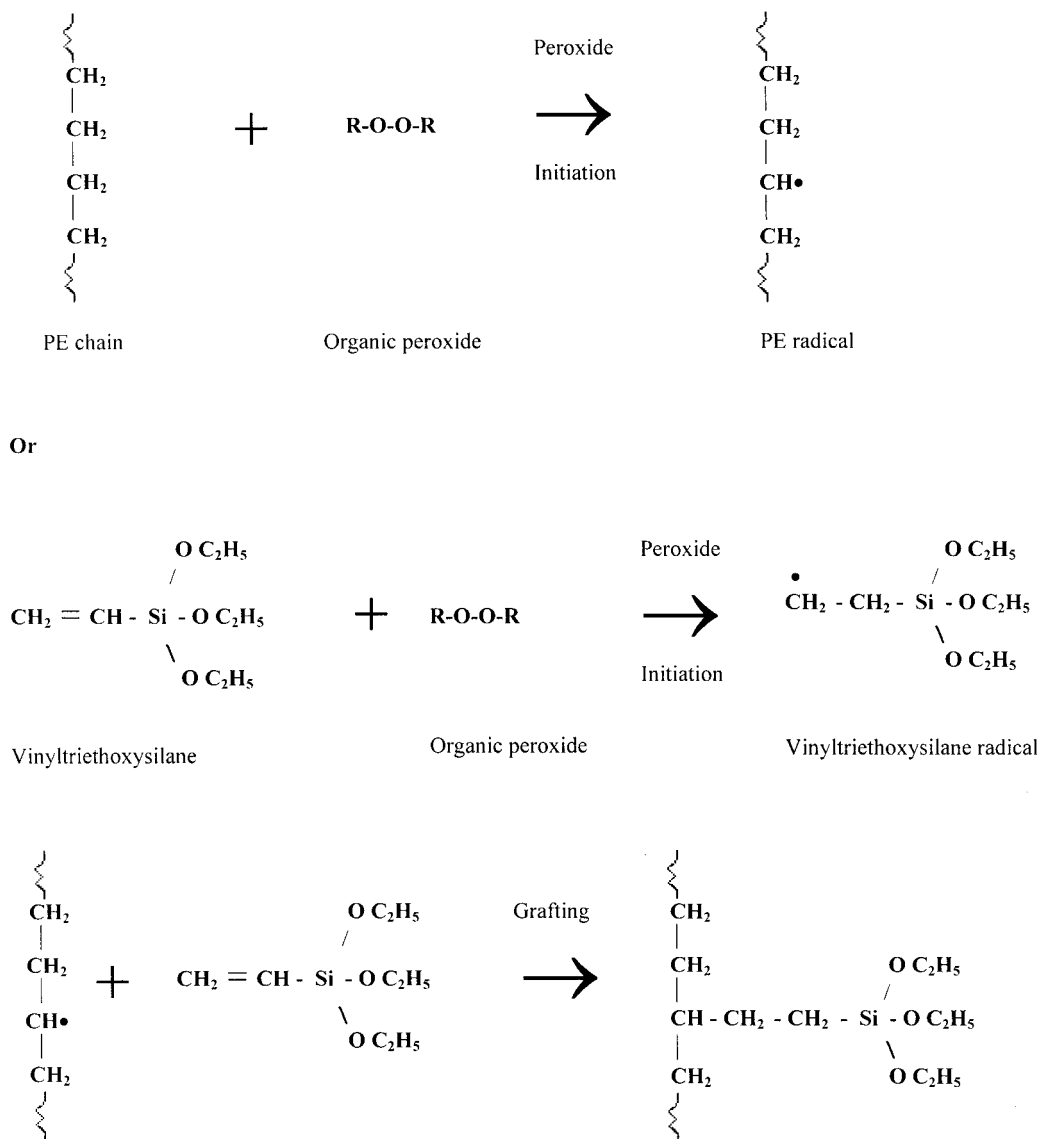 Peroxide
CH₂
CH₂
CH₂
CH₂
+
R-O-O-R
Initiation
CH₂
CH₂
CH•
CH₂
PE chain
Organic peroxide
PE radical
Or
O C₂H₅
CH₂ = CH - Si - O C₂H₅
O C₂H₅
+
R-O-O-R
Peroxide
Initiation
•
O C₂H₅
CH₂ - CH₂ – Si - O C₂H₅
O C₂H₅
Vinyltriethoxysilane
Organic peroxide
Vinyltriethoxysilane radical
CH₂
CH₂
CH•
CH₂
+
O C₂H₅
CH₂ = CH - Si - O C₂H₅
O C₂H₅
Grafting
CH₂
CH₂
O C₂H₅
CH - CH₂ - CH₂ – Si - O C₂H₅
CH₂
O C₂H₅